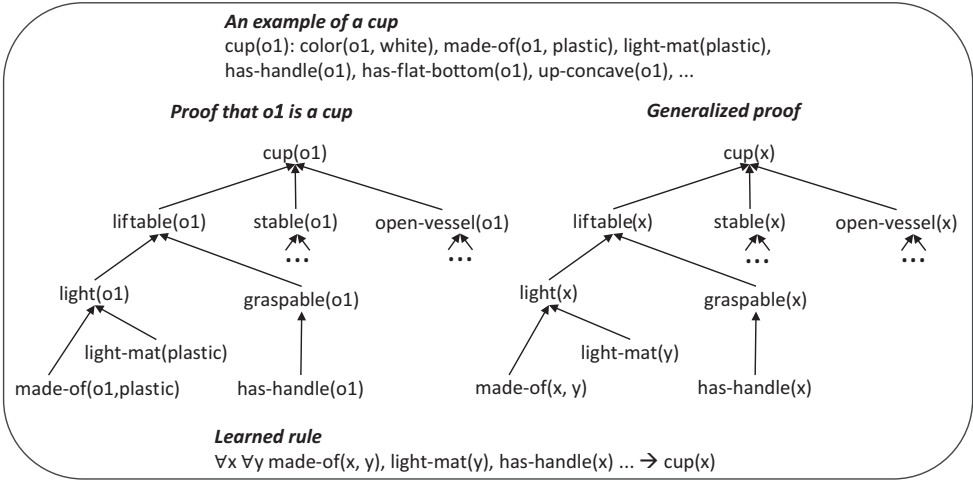 An example of a cup
cup(o1): color(o1, white), made-of(o1, plastic), light-mat(plastic),
has-handle(o1), has-flat-bottom(o1), up-concave(o1), ...
Proof that o1 is a cup
cup(o1)
liftable(o1) stable(o1) open-vessel(o1)
... ...
light(o1) graspable(o1)
light-mat(plastic)
made-of(o1,plastic) has-handle(o1)
Generalized proof
cup(x)
liftable(x) stable(x) open-vessel(x)
... ...
light(x) graspable(x)
light-mat(y)
made-of(x, y) has-handle(x)
Learned rule
∀x ∀y made-of(x, y), light-mat(y), has-handle(x) ... → cup(x)